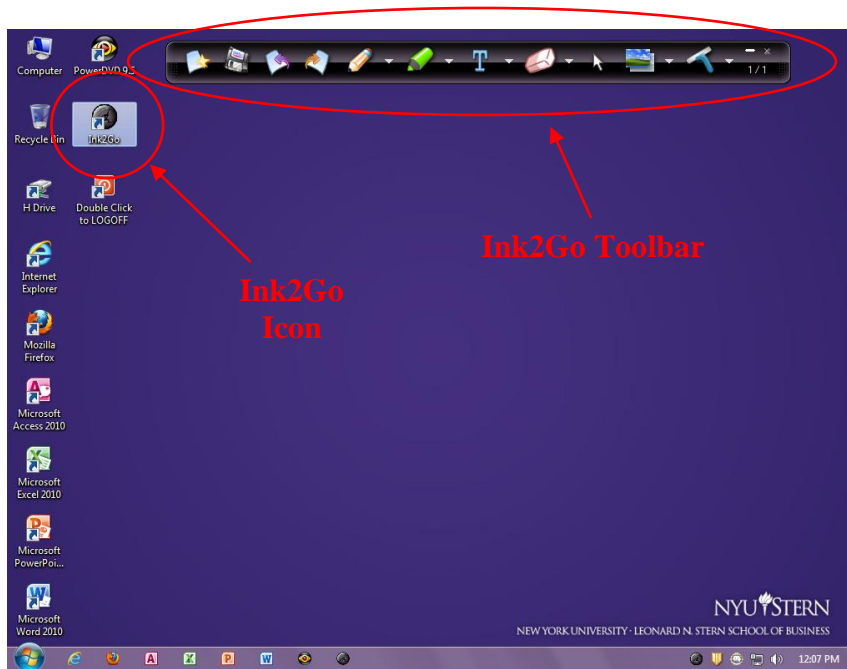 Computer
PowerDVD 9.5
1/1
Recycle Bin
Ink2Go
H Drive
Double Click
to LOGOFF
Ink2Go Toolbar
Internet
Explorer
Ink2Go
Icon
Mozilla
Firefox
Microsoft
Access 2010
Microsoft
Excel 2010
Microsoft
PowerPoi...
Microsoft
Word 2010
NYU STERN
NEW YORK UNIVERSITY · LEONARD N. STERN SCHOOL OF BUSINESS
12:07 PM